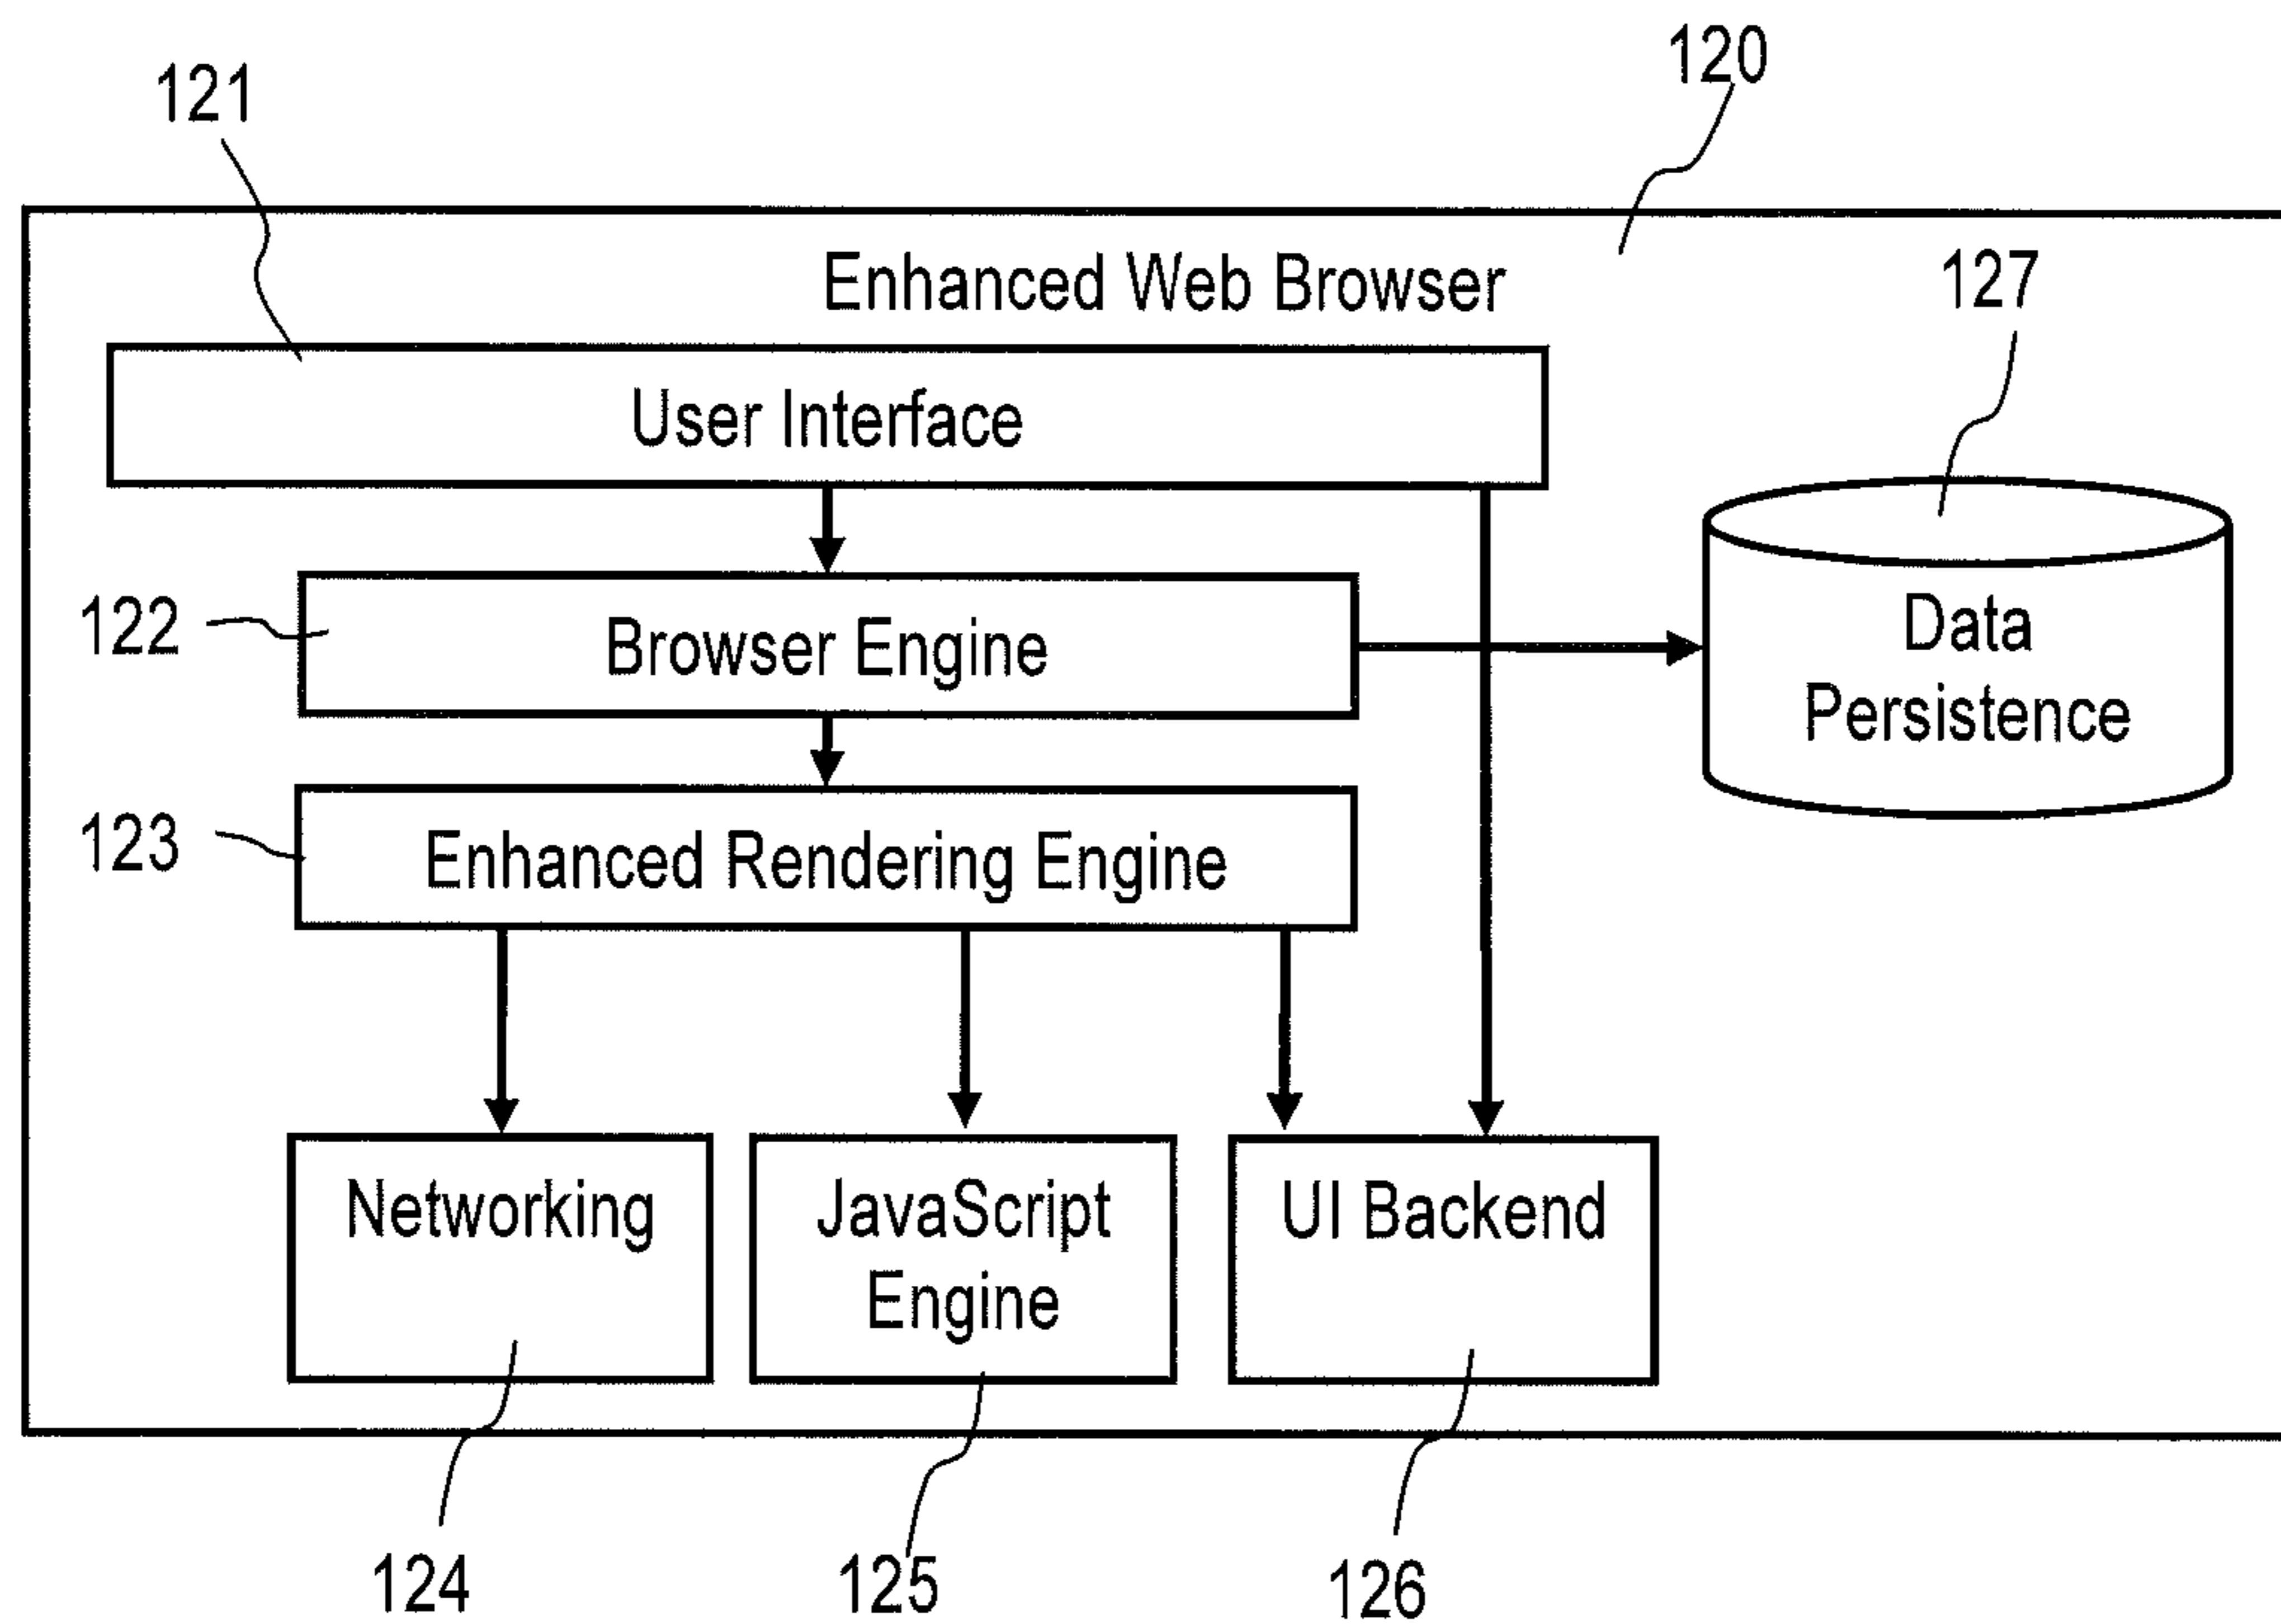 120
121
Enhanced Web Browser
127
User Interface
122
Browser Engine
Data
Persistence
123
Enhanced Rendering Engine
Networking
JavaScript
Engine
UI Backend
124
125
126